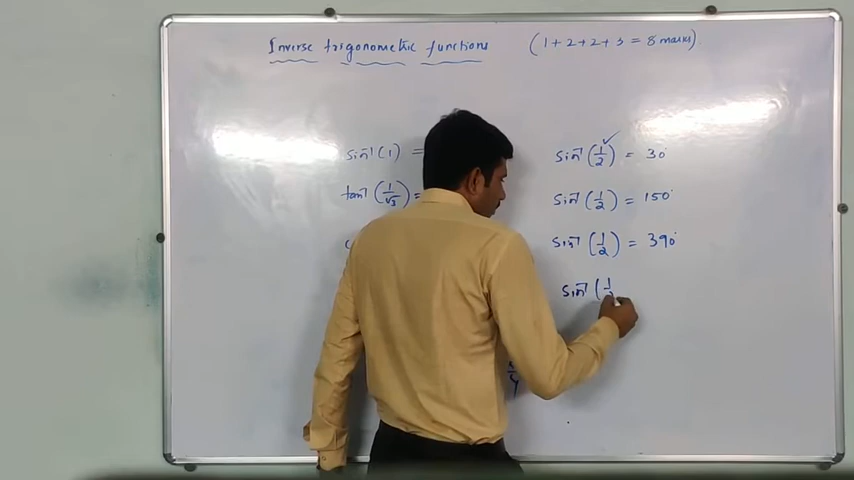 Inverse trigonometric functions (1+2+2+3 = 8 marks)
sin⁻¹(1) =
tan⁻¹(1/√3) =
sin⁻¹(1/2) ✓ = 30°
sin⁻¹(1/2) = 150°
sin⁻¹(1/2) = 390°
sin⁻¹(1